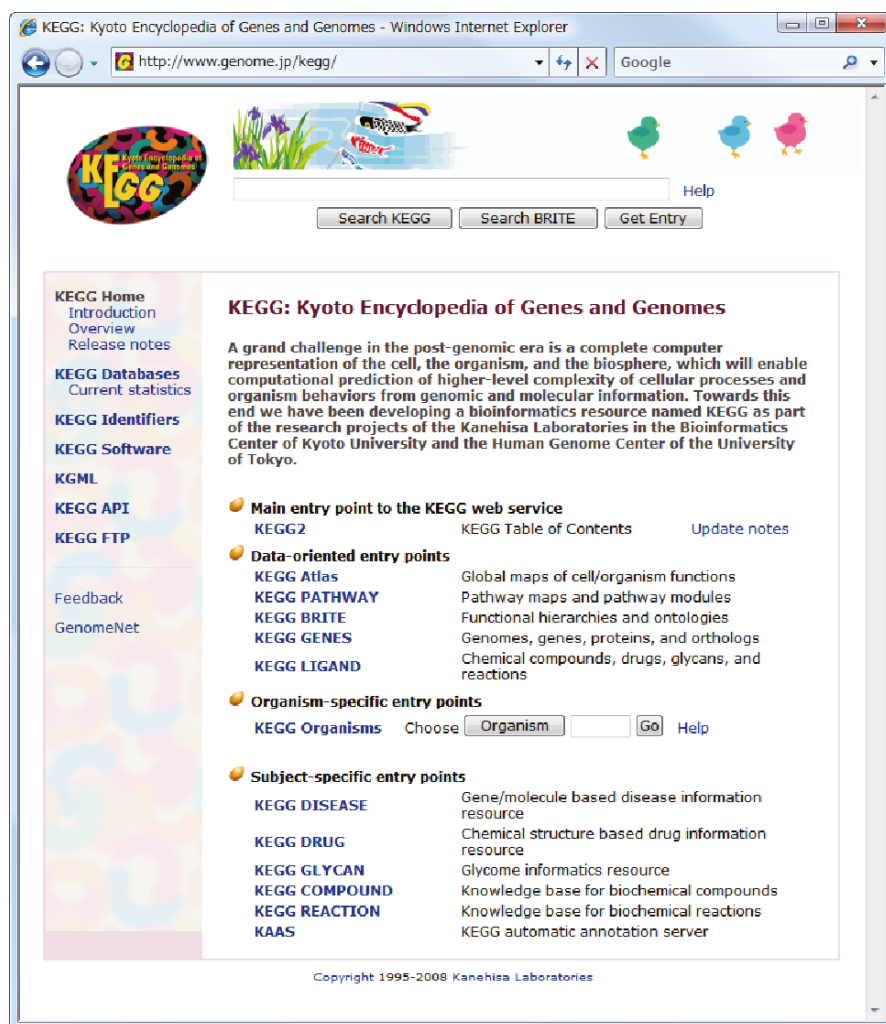 KEGG: Kyoto Encyclopedia of Genes and Genomes - Windows Internet Explorer
http://www.genome.jp/kegg/
Google
KEGG
Kyoto Encyclopedia of
Genes and Genomes
Help
Search KEGG Search BRITE Get Entry
KEGG Home
Introduction
Overview
Release notes
KEGG Databases
Current statistics
KEGG Identifiers
KEGG Software
KGML
KEGG API
KEGG FTP
Feedback
GenomeNet
KEGG: Kyoto Encyclopedia of Genes and Genomes
A grand challenge in the post-genomic era is a complete computer
representation of the cell, the organism, and the biosphere, which will enable
computational prediction of higher-level complexity of cellular processes and
organism behaviors from genomic and molecular information. Towards this
end we have been developing a bioinformatics resource named KEGG as part
of the research projects of the Kanehisa Laboratories in the Bioinformatics
Center of Kyoto University and the Human Genome Center of the University
of Tokyo.
Main entry point to the KEGG web service
KEGG2 KEGG Table of Contents Update notes
Data-oriented entry points
KEGG Atlas Global maps of cell/organism functions
KEGG PATHWAY Pathway maps and pathway modules
KEGG BRITE Functional hierarchies and ontologies
KEGG GENES Genomes, genes, proteins, and orthologs
KEGG LIGAND Chemical compounds, drugs, glycans, and
reactions
Organism-specific entry points
KEGG Organisms Choose Organism Go Help
Subject-specific entry points
KEGG DISEASE Gene/molecule based disease information
resource
KEGG DRUG Chemical structure based drug information
resource
KEGG GLYCAN Glycome informatics resource
KEGG COMPOUND Knowledge base for biochemical compounds
KEGG REACTION Knowledge base for biochemical reactions
KAAS KEGG automatic annotation server
Copyright 1995-2008 Kanehisa Laboratories